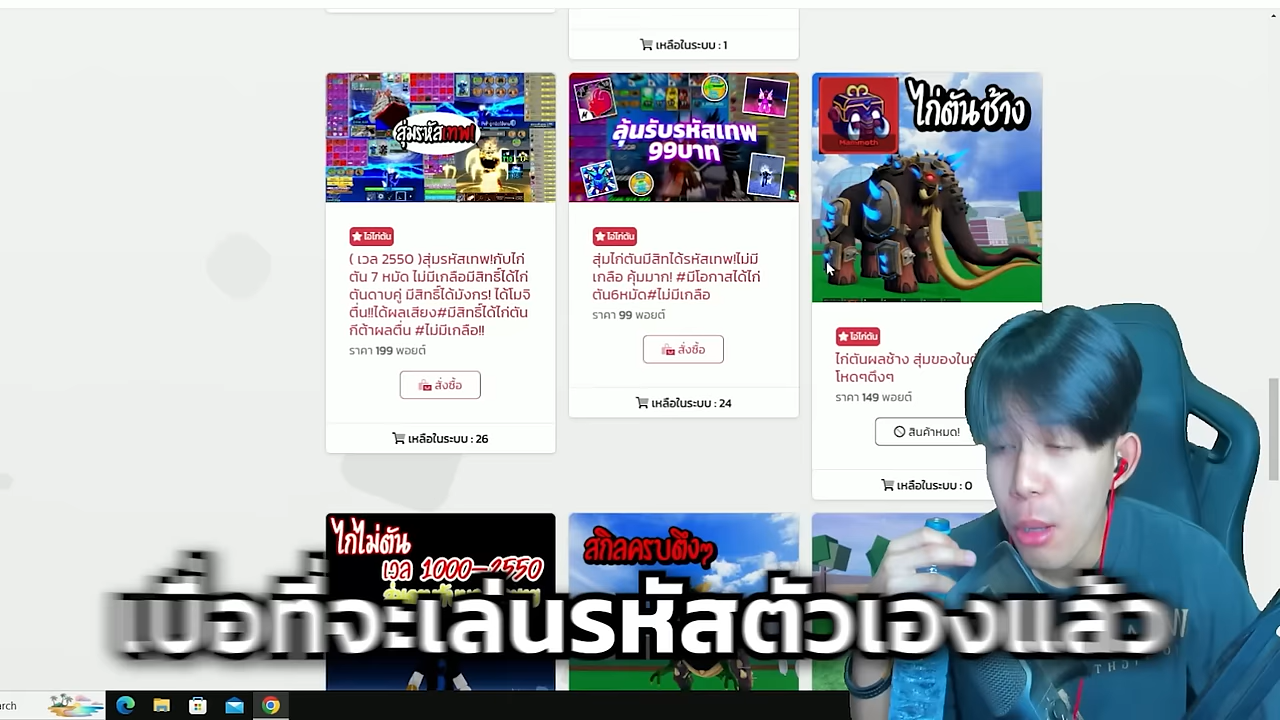 เหลือในระบบ : 1
สุ่มรหัสเทพ!
ลุ้นรับรหัสเทพ
99บาท
Mammoth
ไก่ตันช้าง
ไอ่ไก่ตัน
( เวล 2550 )สุ่มรหัสเทพ!กับไก่
ตัน 7 หมัด ไม่มีเกลือมีสิทธิ์ได้ไก่
ตันดาบคู่ มีสิทธิ์ได้มังกร! ได้โมจิ
ตื่น!!ได้ผลเสียง#มีสิทธิ์ได้ไก่ตัน
กีต้าผลตื่น #ไม่มีเกลือ!!
ราคา 199 พอยต์
สั่งซื้อ
เหลือในระบบ : 26
ไอ่ไก่ตัน
สุ่มไก่ตันมีสิทได้รหัสเทพ!ไม่มี
เกลือ คุ้มมาก! #มีโอกาสได้ไก่
ตัน6หมัด#ไม่มีเกลือ
ราคา 99 พอยต์
สั่งซื้อ
เหลือในระบบ : 24
ไอ่ไก่ตัน
ไก่ตันผลช้าง สุ่มของใน
โหดๆตึงๆ
ราคา 149 พอยต์
สินค้าหมด!
เหลือในระบบ : 0
ไก่ไม่ตัน
เวล 1000-2550
สกิลครบตึงๆ
เบื่อที่จะเล่นรหัสตัวเองแล้ว
arch